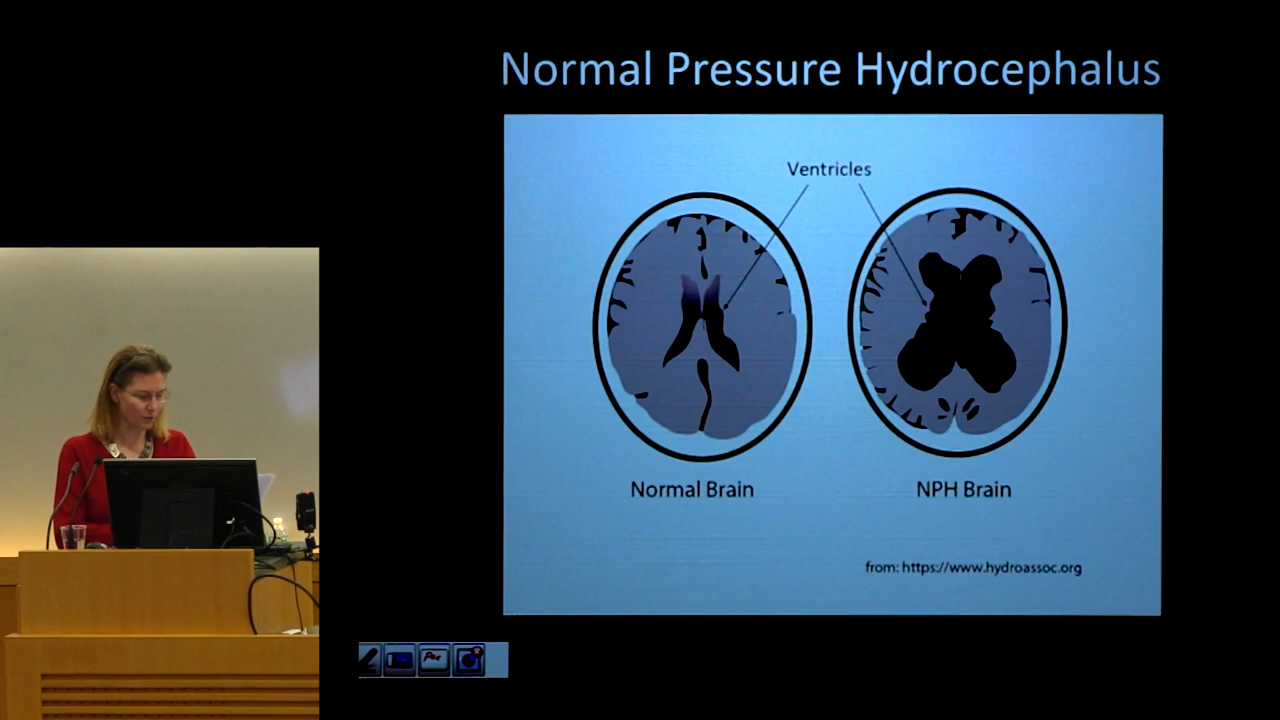 Normal Pressure Hydrocephalus
Ventricles
Normal Brain
NPH Brain
from: https://www.hydroassoc.org